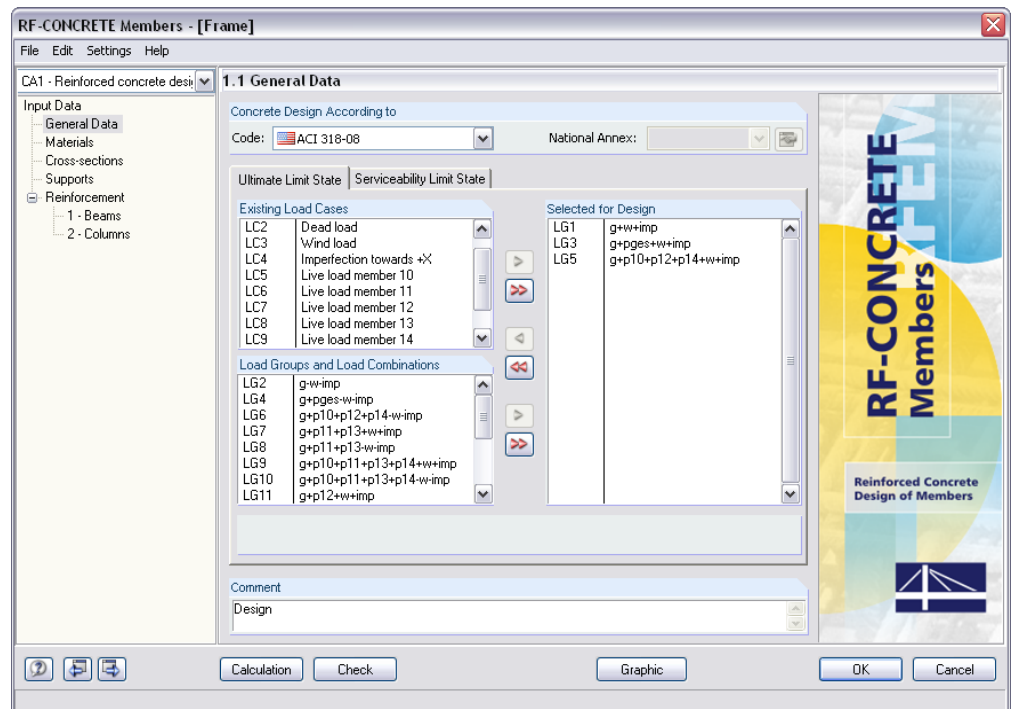 RF-CONCRETE Members - [Frame]
File Edit Settings Help
CA1 - Reinforced concrete desi
Input Data
General Data
Materials
Cross-sections
Supports
Reinforcement
1 - Beams
2 - Columns
1.1 General Data
Concrete Design According to
Code: ACI 318-08
National Annex:
Ultimate Limit State Serviceability Limit State
Existing Load Cases
LC2 Dead load
LC3 Wind load
LC4 Imperfection towards +X
LC5 Live load member 10
LC6 Live load member 11
LC7 Live load member 12
LC8 Live load member 13
LC9 Live load member 14
Load Groups and Load Combinations
LG2 g-w-imp
LG4 g+pges-w-imp
LG6 g+p10+p12+p14-w-imp
LG7 g+p11+p13+w+imp
LG8 g+p11+p13-w-imp
LG9 g+p10+p11+p13+p14+w+imp
LG10 g+p10+p11+p13+p14-w-imp
LG11 g+p12+w+imp
> 
>>
<
<<
>
>>
Selected for Design
LG1 g+w+imp
LG3 g+pges+w+imp
LG5 g+p10+p12+p14+w+imp
Comment
Design
RFEM
RF-CONCRETE
Members
Reinforced Concrete
Design of Members
?
Calculation Check Graphic OK Cancel